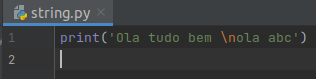 string.py
1 print('Ola tudo bem \nola abc')
2